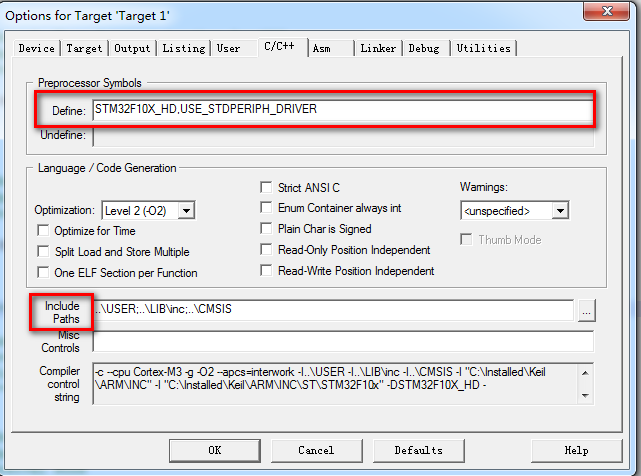 Options for Target 'Target 1'
Device Target Output Listing User C/C++ Asm Linker Debug Utilities
Preprocessor Symbols
Define: STM32F10X_HD,USE_STDPERIPH_DRIVER
Undefine:
Language / Code Generation
Strict ANSI C Warnings:
Optimization: Level 2 (-O2) Enum Container always int <unspecified>
Optimize for Time Plain Char is Signed Thumb Mode
Split Load and Store Multiple Read-Only Position Independent
One ELF Section per Function Read-Write Position Independent
Include Paths ..\USER;..\LIB\inc;..\CMSIS ...
Misc Controls
Compiler control string -c --cpu Cortex-M3 -g -O2 --apcs=interwork -I..\USER -I..\LIB\inc -I..\CMSIS -I "C:\Installed\Keil
\ARM\INC" -I "C:\Installed\Keil\ARM\INC\ST\STM32F10x" -DSTM32F10X_HD -
OK Cancel Defaults Help